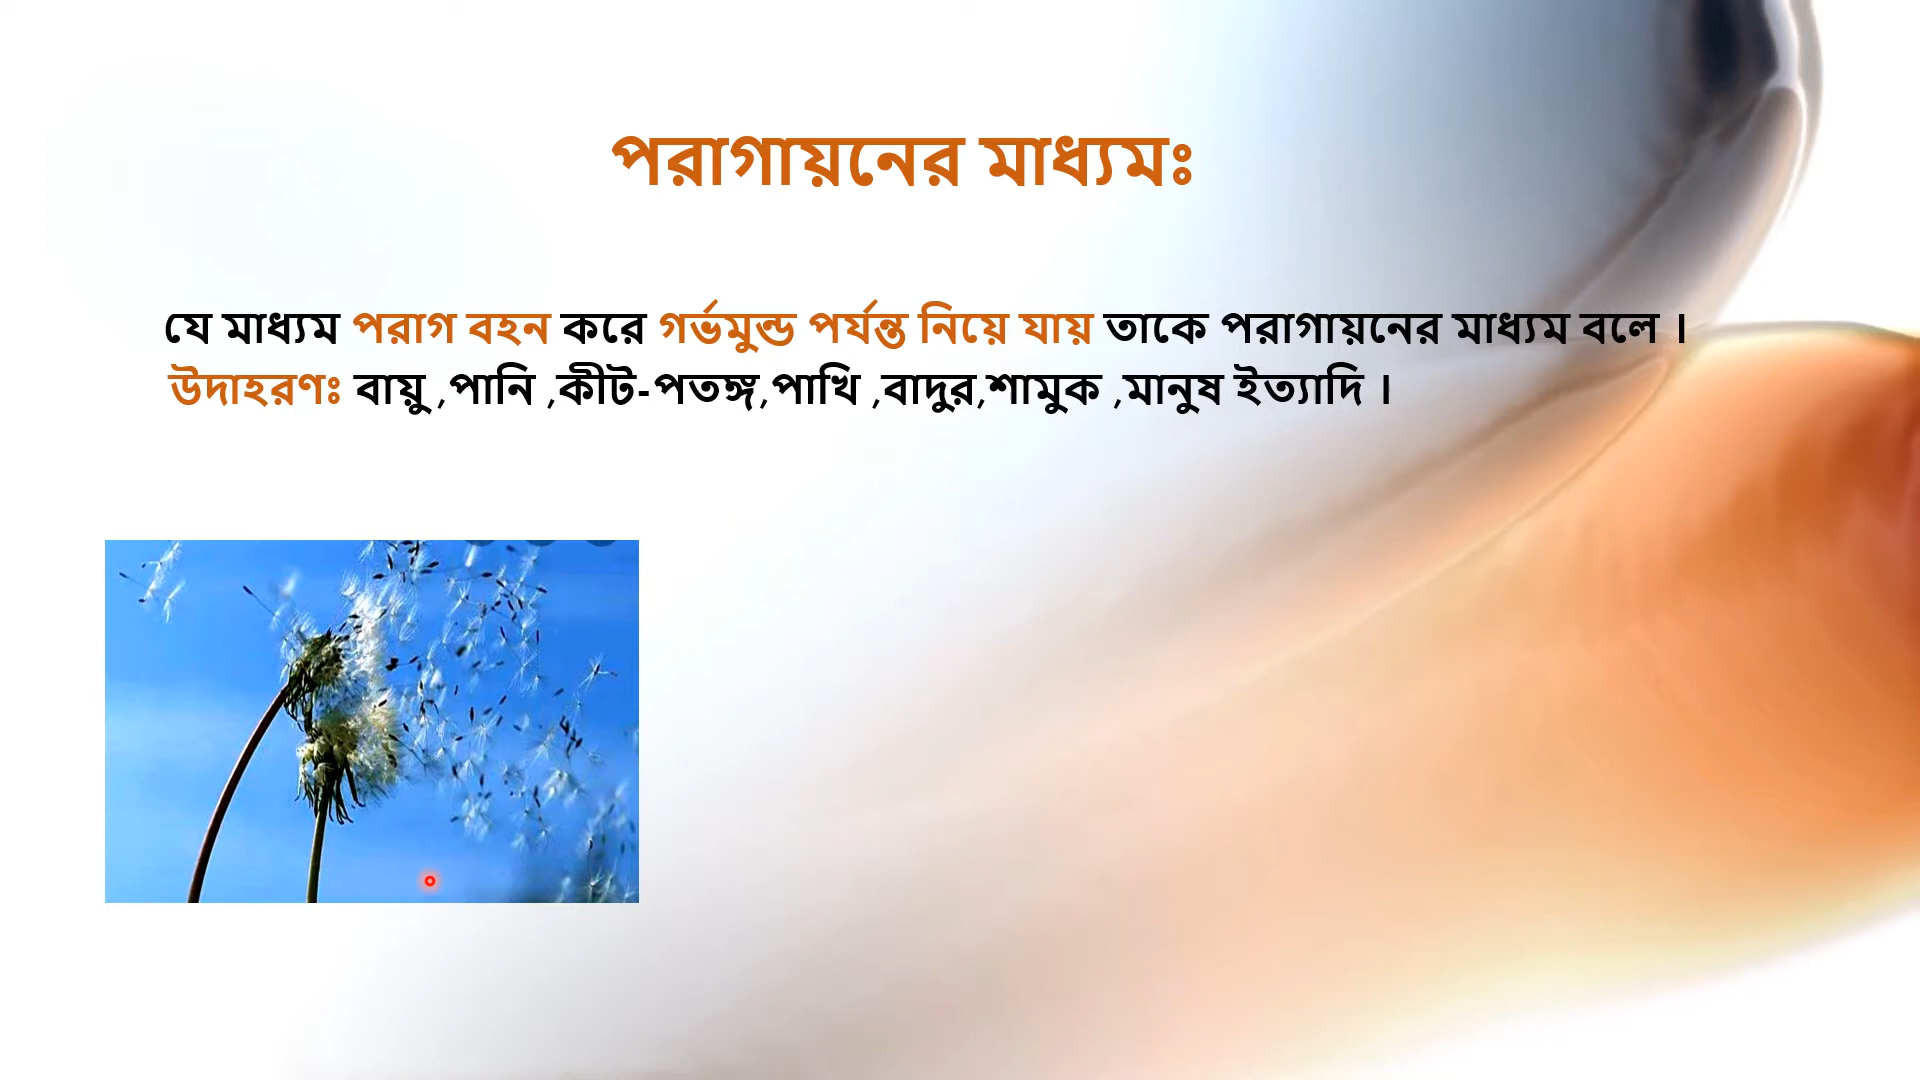 পরাগায়নের মাধ্যমঃ
যে মাধ্যম পরাগ বহন করে গর্ভমুন্ড পর্যন্ত নিয়ে যায় তাকে পরাগায়নের মাধ্যম বলে ।
উদাহরণঃ বায়ু ,পানি ,কীট-পতঙ্গ,পাখি ,বাদুর,শামুক ,মানুষ ইত্যাদি ।